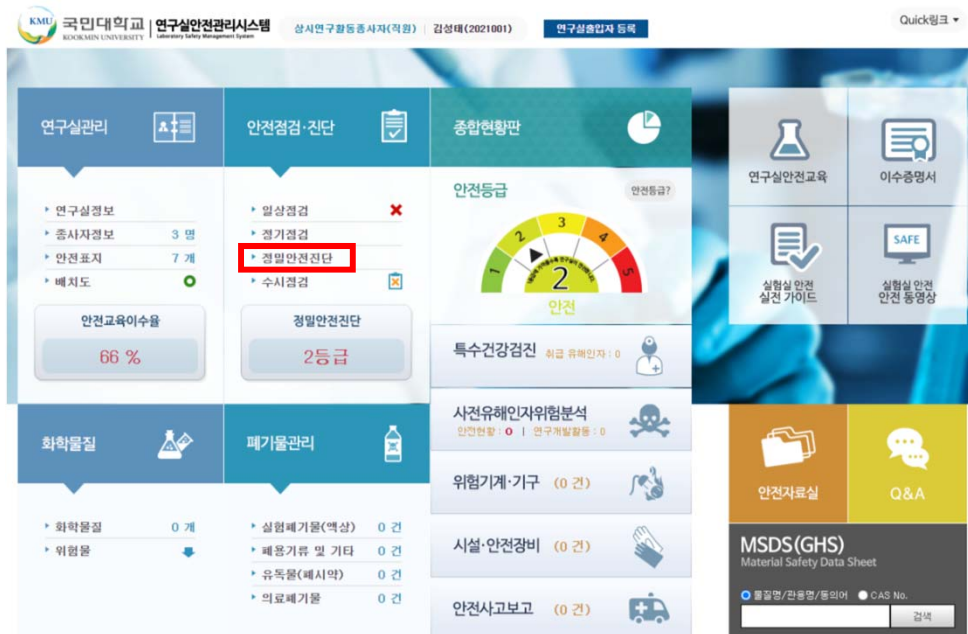 KMU 국민대학교 KOOKMIN UNIVERSITY
연구실안전관리시스템
Laboratory Safety Management System
상시연구활동종사자(직원) | 김성태(2021001)
연구실출입자 등록
Quick링크 ▼
연구실관리
연구실정보
종사자정보 3 명
안전표지 7 개
배치도
안전교육이수율
66 %
안전점검·진단
일상점검
정기점검
정밀안전진단
수시점검
정밀안전진단
2등급
종합현황판
안전등급
안전등급?
1 2 3 4 5
2
안전
특수건강검진 취급 유해인자 : 0
사전유해인자위험분석
안전현황 : 0 | 연구개발활동 : 0
위험기계·기구 (0 건)
시설·안전장비 (0 건)
안전사고보고 (0 건)
연구실안전교육
이수증명서
실험실 안전
실전 가이드
SAFE
실험실 안전
안전 동영상
화학물질
화학물질 0 개
위험물
폐기물관리
실험폐기물(액상) 0 건
폐용기류 및 기타 0 건
유독물(폐시약) 0 건
의료폐기물 0 건
안전자료실
Q&A
MSDS(GHS)
Material Safety Data Sheet
물질명/관용명/동의어 CAS No.
검색